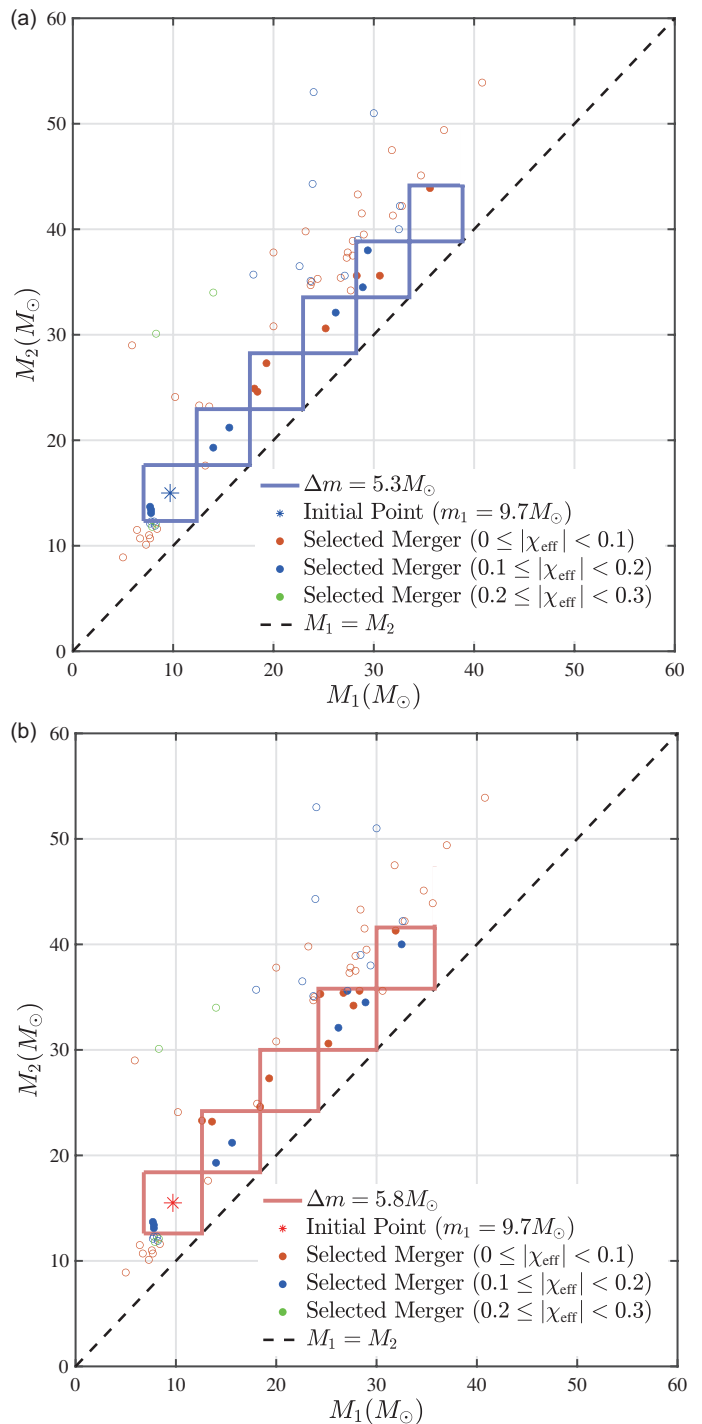 (a)
60
50
40
30
20
10
0
M₂(M⊙)
Δm = 5.3M⊙
Initial Point (m₁ = 9.7M⊙)
Selected Merger (0 ≤ |χeff| < 0.1)
Selected Merger (0.1 ≤ |χeff| < 0.2)
Selected Merger (0.2 ≤ |χeff| < 0.3)
M₁ = M₂
0 10 20 30 40 50 60
M₁(M⊙)
(b)
60
50
40
30
20
10
0
M₂(M⊙)
Δm = 5.8M⊙
Initial Point (m₁ = 9.7M⊙)
Selected Merger (0 ≤ |χeff| < 0.1)
Selected Merger (0.1 ≤ |χeff| < 0.2)
Selected Merger (0.2 ≤ |χeff| < 0.3)
M₁ = M₂
0 10 20 30 40 50 60
M₁(M⊙)